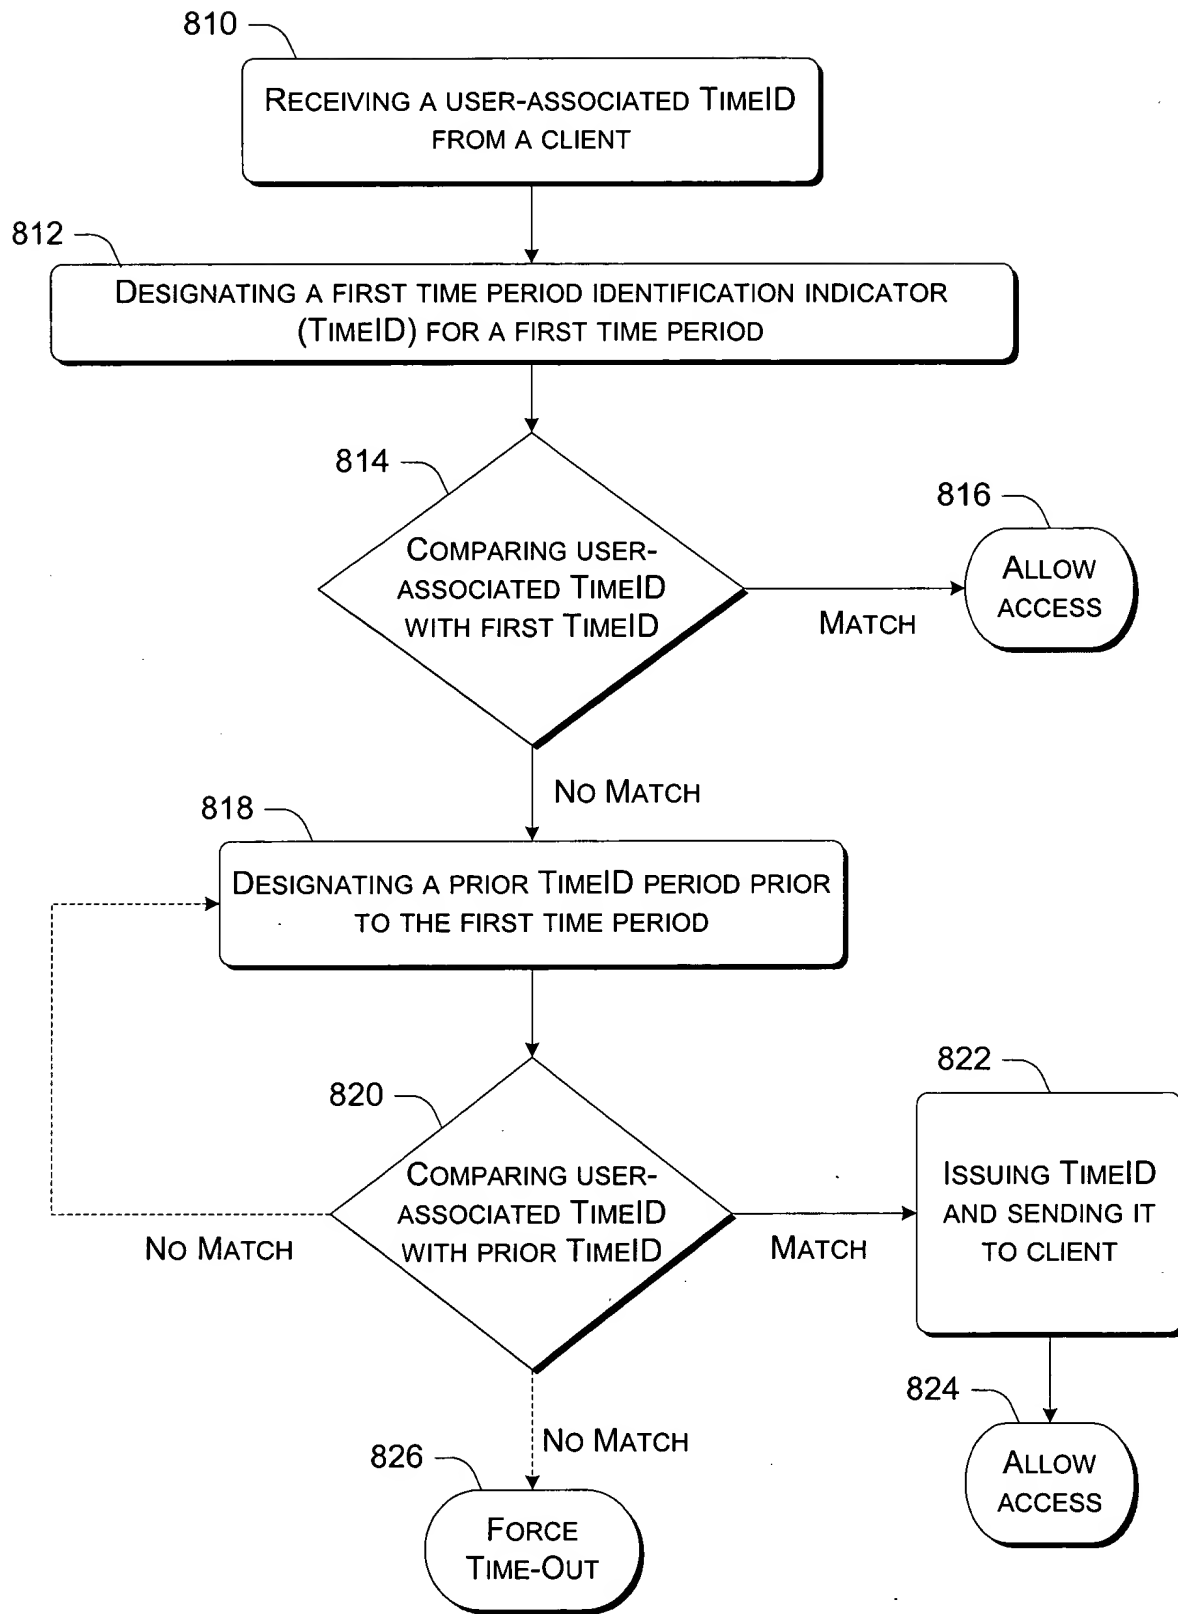 810
RECEIVING A USER-ASSOCIATED TIMEID
FROM A CLIENT
812
DESIGNATING A FIRST TIME PERIOD IDENTIFICATION INDICATOR
(TIMEID) FOR A FIRST TIME PERIOD
814
COMPARING USER-
ASSOCIATED TIMEID
WITH FIRST TIMEID
MATCH
816
ALLOW
ACCESS
NO MATCH
818
DESIGNATING A PRIOR TIMEID PERIOD PRIOR
TO THE FIRST TIME PERIOD
820
COMPARING USER-
ASSOCIATED TIMEID
WITH PRIOR TIMEID
NO MATCH
MATCH
822
ISSUING TIMEID
AND SENDING IT
TO CLIENT
824
ALLOW
ACCESS
NO MATCH
826
FORCE
TIME-OUT